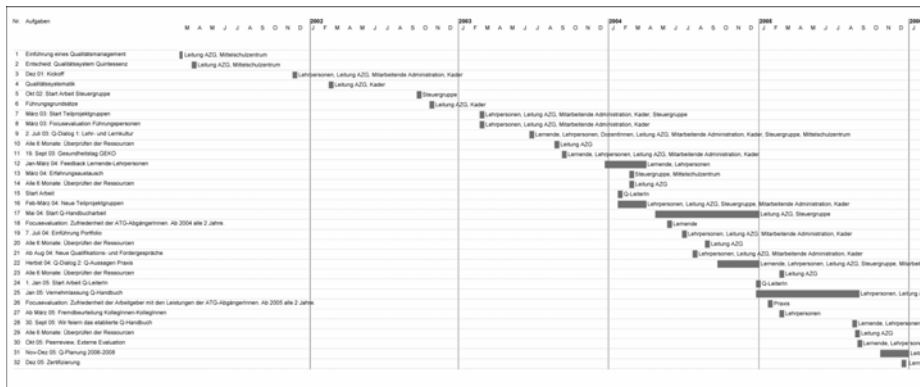 Nr. Aufgaben
2002 2003 2004 2005
M A J J A S O N D J F M A M J J A S O N D J F M A M J J A S O N D J F M A M J J A S O N D J F M A M J J A S O N D J
1 Einführung eines Qualitätsmanagement Leitung AZG, Mittelschulzentrum
2 Entscheid: Qualitätssystem Quintessenz Leitung AZG, Mittelschulzentrum
3 Dez 01: Kickoff Lehrpersonen, Leitung AZG, Mitarbeitende Administration, Kader
4 Qualitätssystematik Leitung AZG, Kader
5 Okt 02: Start Arbeit Steuergruppe Steuergruppe
6 Führungsgrundsätze Leitung AZG, Kader
7 März 03: Start Teilprojektgruppen Lehrpersonen, Leitung AZG, Mitarbeitende Administration, Kader, Steuergruppe
8 März 03: Focusevaluation Führungspersonen Lehrpersonen, Leitung AZG, Mitarbeitende Administration, Kader
9 2. Juli 03: Q-Dialog 1: Lehr- und Lernkultur Lernende, Lehrpersonen, DozentInnen, Leitung AZG, Mitarbeitende Administration, Kader, Steuergruppe, Mittelschulzentrum
10 Alle 6 Monate: Überprüfen der Ressourcen Leitung AZG
11 19. Sept 03: Gesundheitstag GEKO Lernende, Lehrpersonen, Leitung AZG, Mitarbeitende Administration, Kader
12 Jan-März 04: Feedback Lernende-Lehrpersonen Lernende, Lehrpersonen
13 März 04: Erfahrungsaustausch Steuergruppe, Mittelschulzentrum
14 Alle 6 Monate: Überprüfen der Ressourcen Leitung AZG
15 Start Arbeit Q-LeiterIn
16 Feb-März 04: Neue Teilprojektgruppen Lehrpersonen, Leitung AZG, Steuergruppe, Mitarbeitende Administration, Kader
17 Mai 04: Start Q-Handbucharbeit Leitung AZG, Steuergruppe
18 Focusevaluation: Zufriedenheit der ATG-AbgängerInnen. Ab 2004 alle 2 Jahre. Lernende
19 7. Juli 04: Einführung Portfolio Lehrpersonen, Leitung AZG, Mitarbeitende Administration, Kader
20 Alle 6 Monate: Überprüfen der Ressourcen Leitung AZG
21 Ab Aug 04: Neue Qualifikations- und Fördergespräche Lehrpersonen, Leitung AZG, Mitarbeitende Administration, Kader
22 Herbst 04: Q-Dialog 2: Q-Aussagen Praxis Lernende, Lehrpersonen, Leitung AZG, Steuergruppe, Mitarbeit
23 Alle 6 Monate: Überprüfen der Ressourcen Leitung AZG
24 1. Jan 05: Start Arbeit Q-LeiterIn Q-LeiterIn
25 Jan 05: Vernehmlassung Q-Handbuch Lehrpersonen, Leitung A
26 Focusevaluation: Zufriedenheit der Arbeitgeber mit den Leistungen der ATG-AbgängerInnen. Ab 2005 alle 2 Jahre. Praxis
27 Ab März 05: Fremdbeurteilung KollegInnen-KollegInnen Lehrpersonen
28 30. Sept 05: Wir feiern das etablierte Q-Handbuch Lernende, Lehrpersonen
29 Alle 6 Monate: Überprüfen der Ressourcen Leitung AZG
30 Okt 05: Peerreview, Externe Evaluation Lernende, Lehrperson
31 Nov-Dez 05: Q-Planung 2006-2008 Leit
32 Dez 05: Zertifizierung Lern